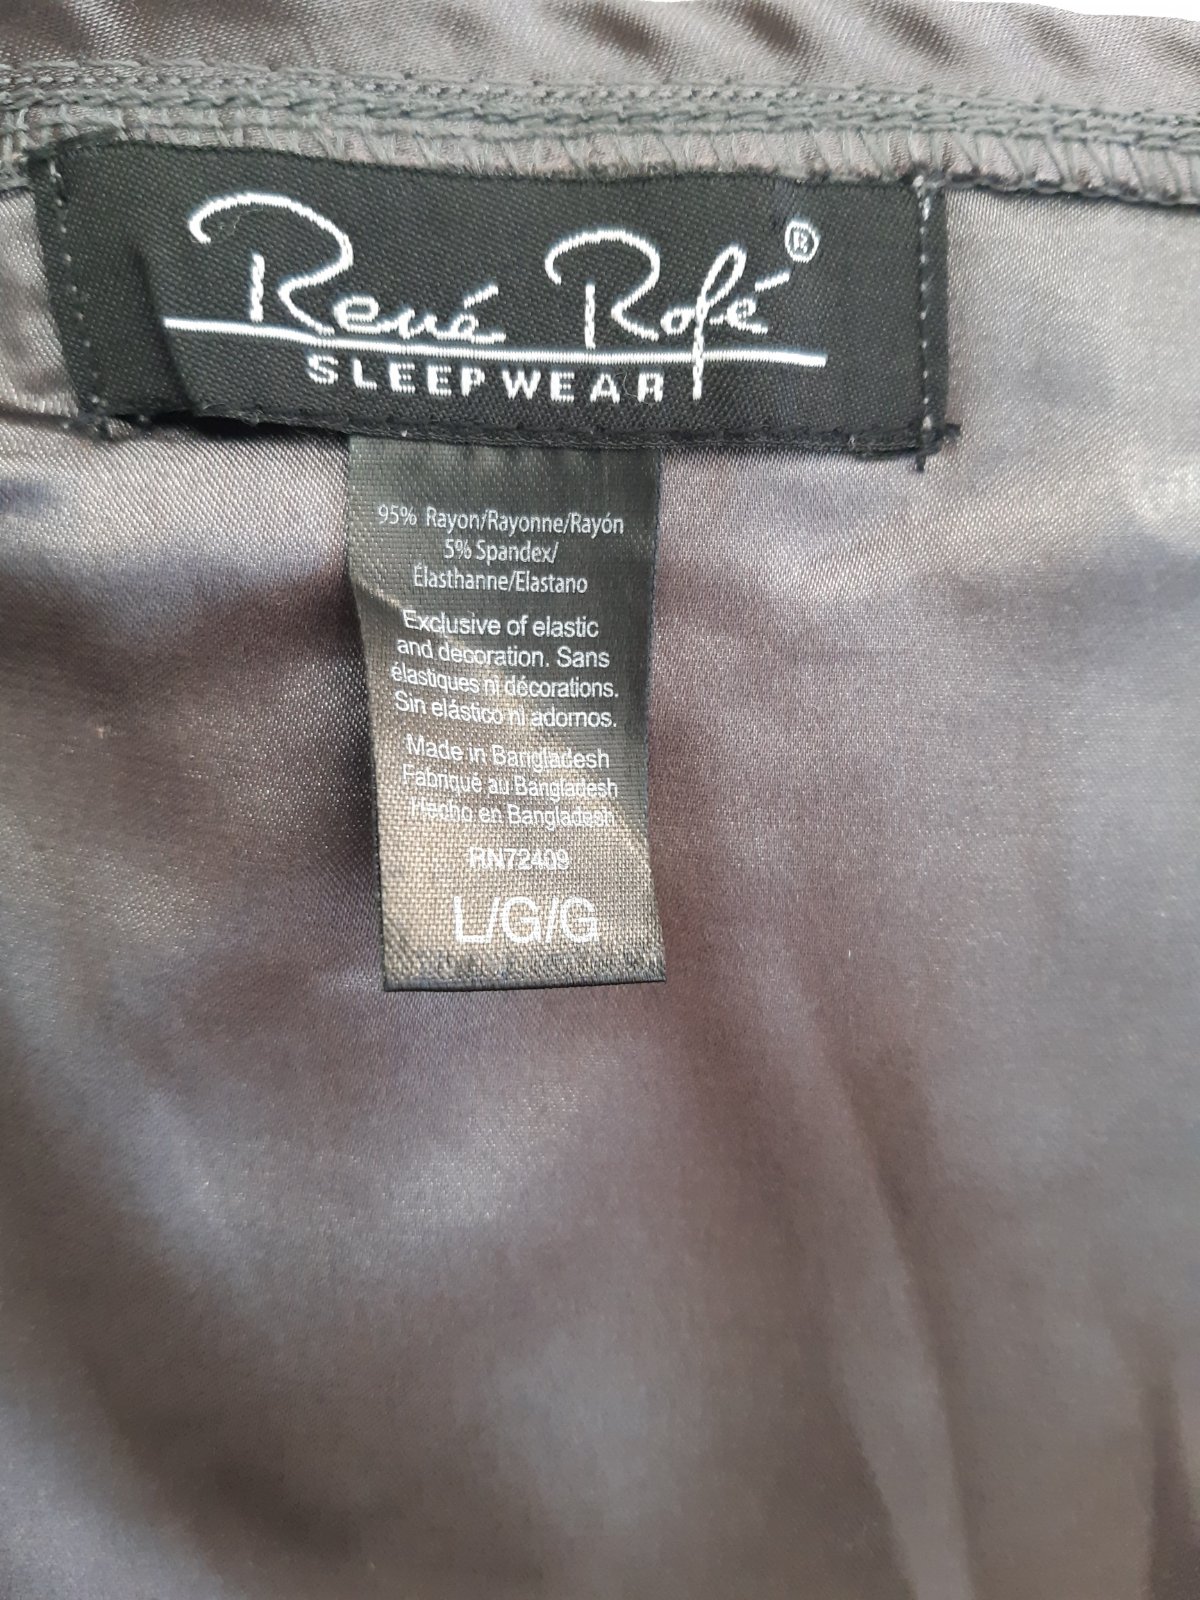 René Rofé ®
SLEEPWEAR
95% Rayon/Rayonne/Rayón
5% Spandex/
Élasthanne/Elastano
Exclusive of elastic
and decoration. Sans
élastiques ni décorations.
Sin elástico ni adornos.
Made in Bangladesh
Fabriqué au Bangladesh
Hecho en Bangladesh
RN72409
L/G/G